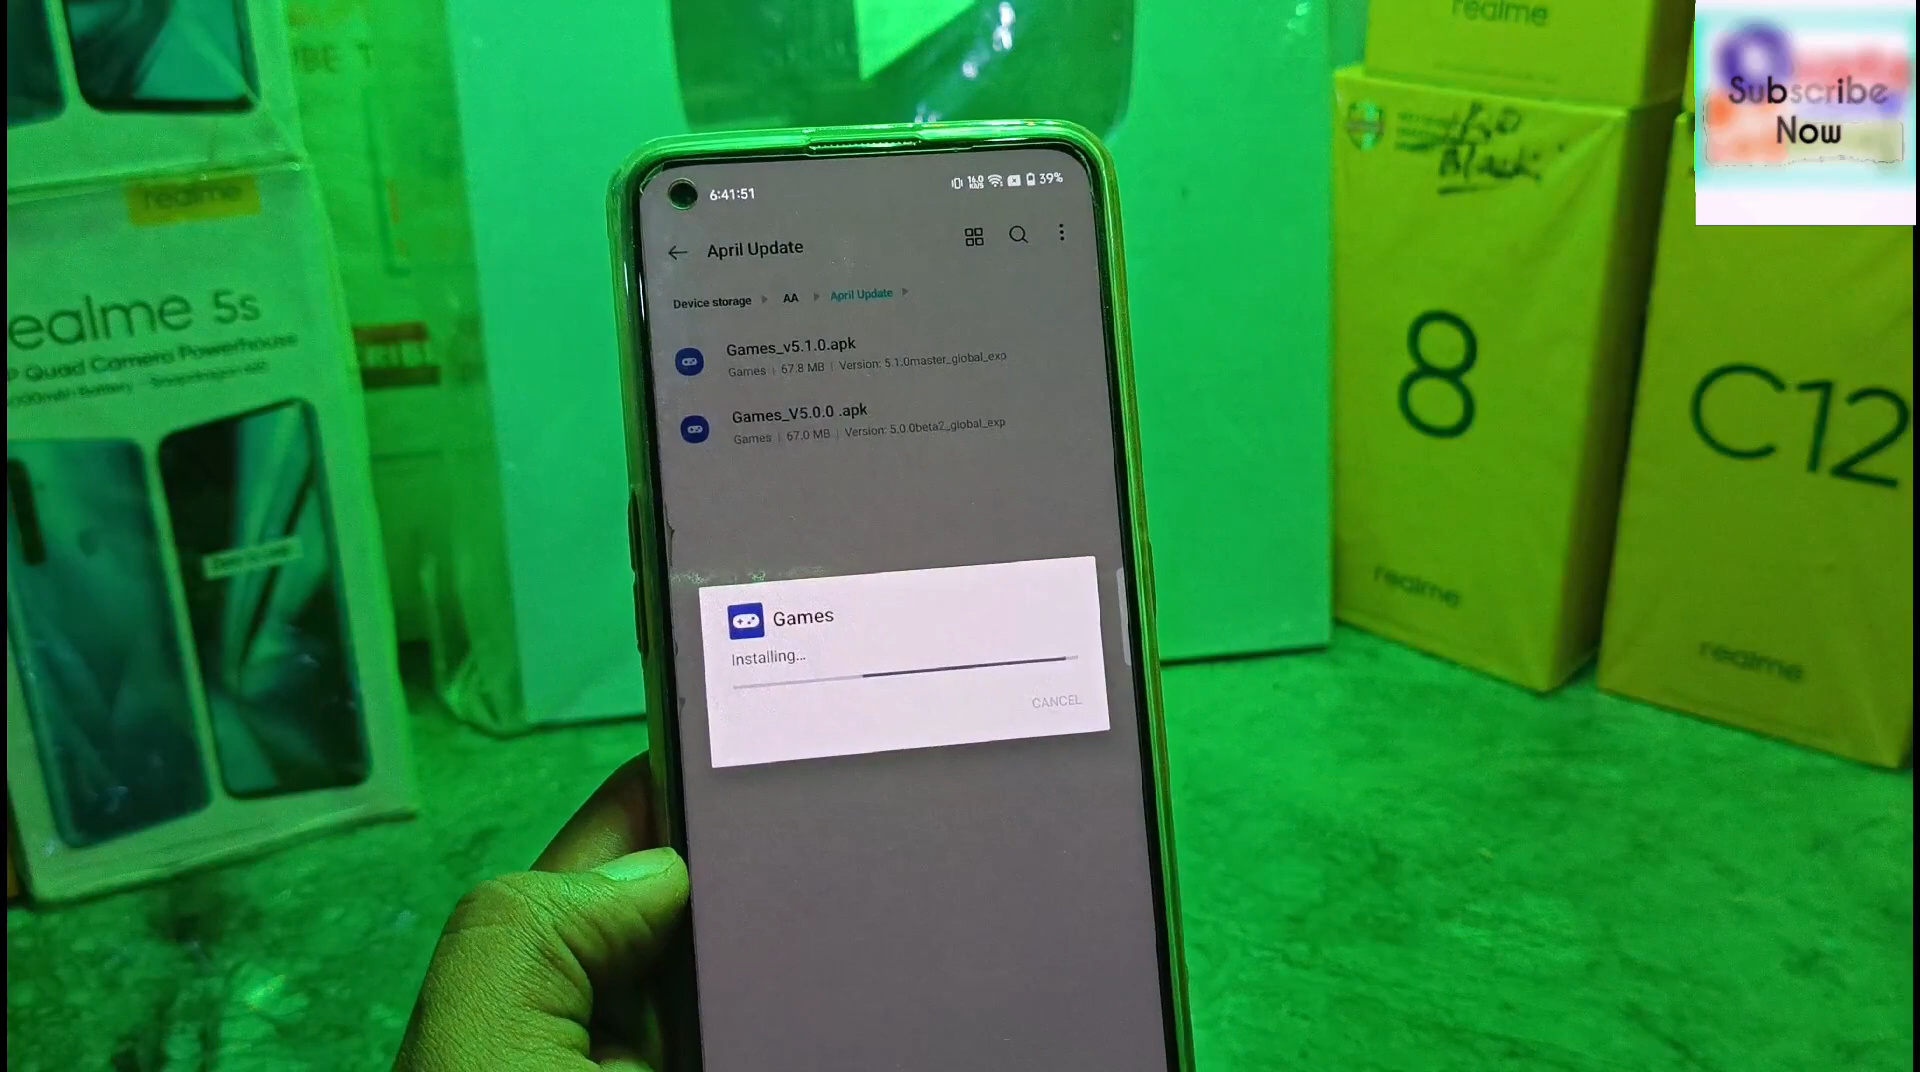 realme
Subscribe
Now
6:41:51
39%
April Update
Device storage
AA
April Update
Games_v5.1.0.apk
Games | 67.8 MB | Version: 5.1.0master_global_exp
Games_V5.0.0 .apk
Games | 67.0 MB | Version: 5.0.0beta2_global_exp
Games
Installing...
CANCEL
realme
ealme 5s
Quad Camera Powerhouse
8
realme
C12
realme